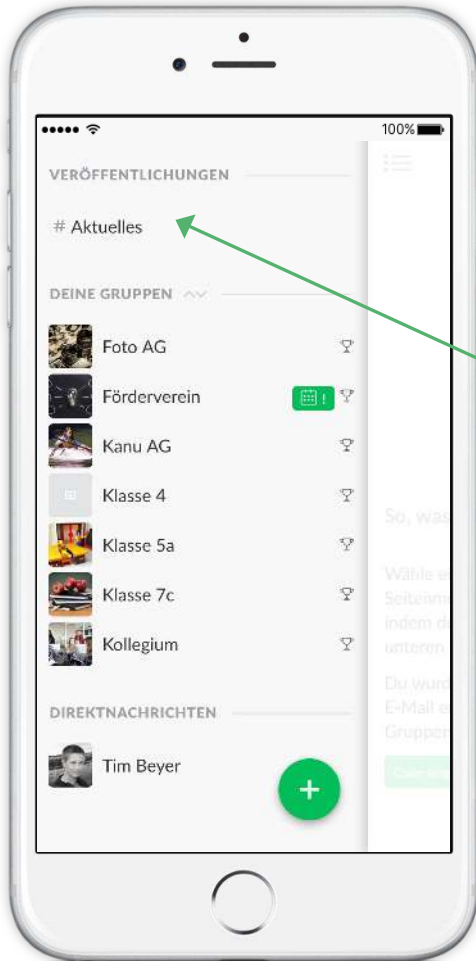 100%
VERÖFFENTLICHUNGEN
# Aktuelles
DEINE GRUPPEN
Foto AG
Förderverein
!
Kanu AG
Klasse 4
Klasse 5a
Klasse 7c
Kollegium
DIREKTNACHRICHTEN
Tim Beyer
+
So, was
Wähle e
Seitenm
indem d
unteren
Du wurd
E-Mail e
Gruppen